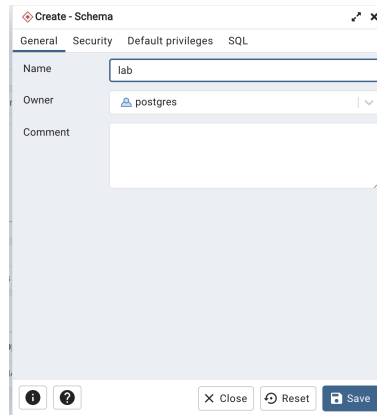 Create - Schema
General Security Default privileges SQL
Name lab
Owner postgres
Comment
Close Reset Save